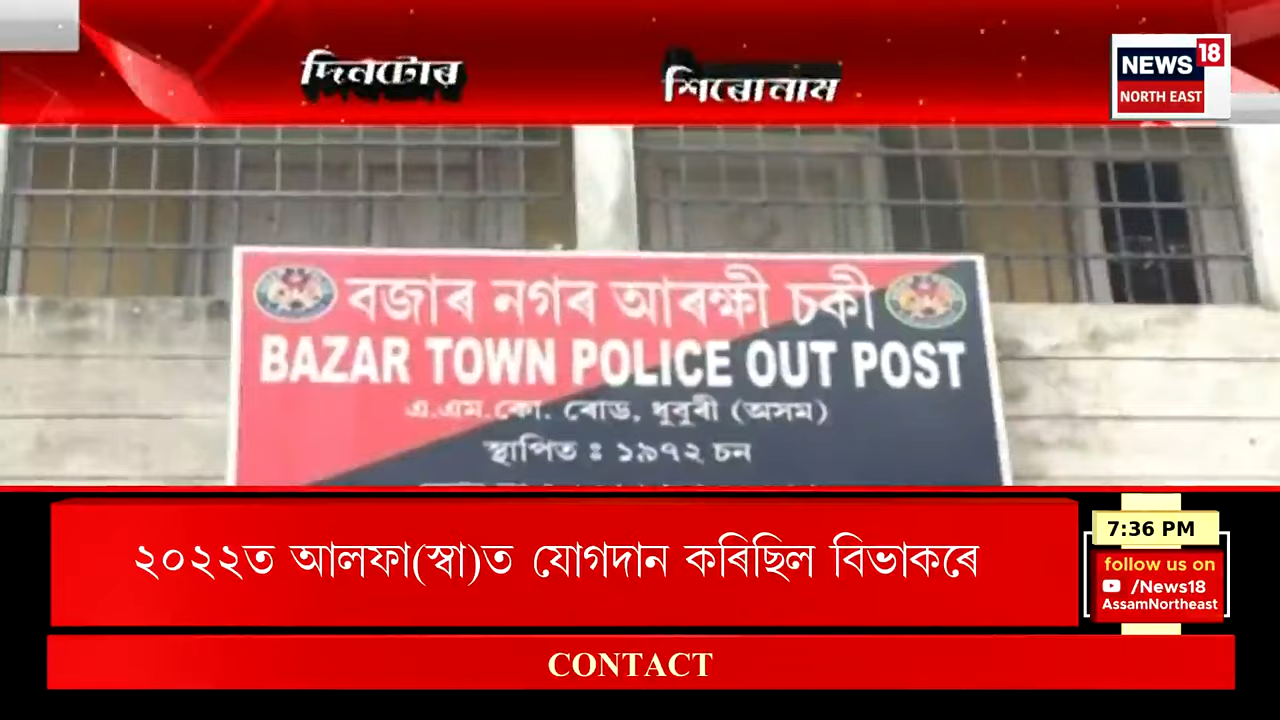 দিনটোৰ শিৰোনাম
NEWS 18
NORTH EAST
বজাৰ নগৰ আৰক্ষী চকী
BAZAR TOWN POLICE OUT POST
এ.এম.কো. ৰোড, ধুবুৰী (অসম)
স্থাপিত : ১৯৭২ চন
২০২২ত আলফা(স্বা)ত যোগদান কৰিছিল বিভাকৰে
7:36 PM
follow us on
/News18
AssamNortheast
CONTACT